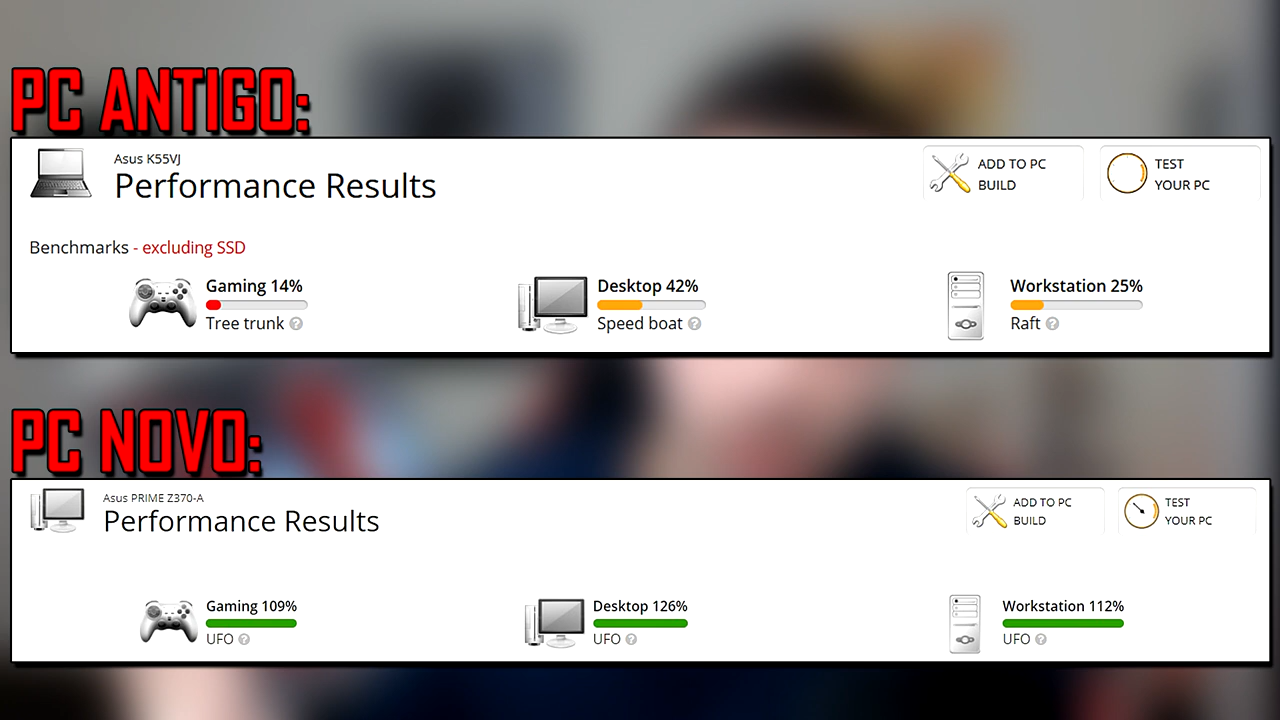 PC ANTIGO:
Asus K55VJ
Performance Results
ADD TO PC
BUILD
TEST
YOUR PC
Benchmarks - excluding SSD
Gaming 14%
Tree trunk ?
Desktop 42%
Speed boat ?
Workstation 25%
Raft ?
PC NOVO:
Asus PRIME Z370-A
Performance Results
ADD TO PC
BUILD
TEST
YOUR PC
Gaming 109%
UFO ?
Desktop 126%
UFO ?
Workstation 112%
UFO ?